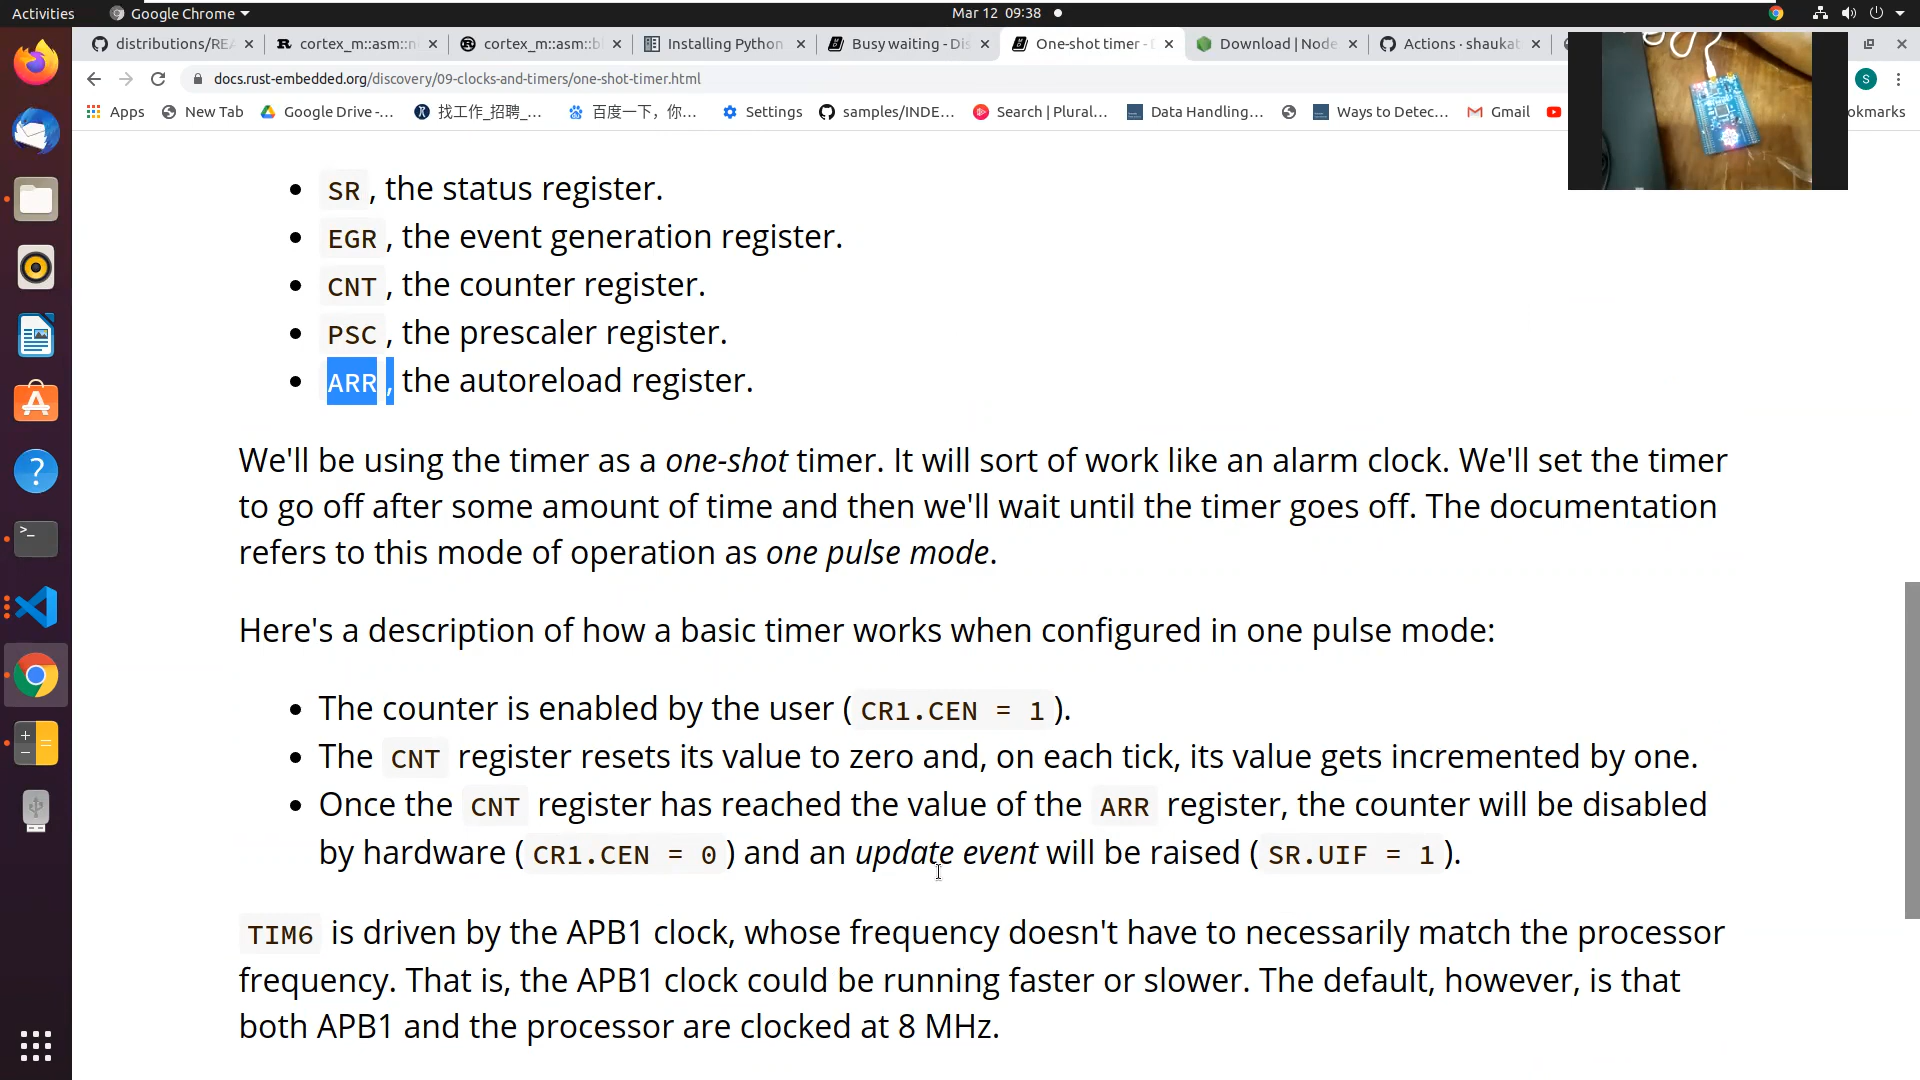 Activities
Google Chrome
Mar 12 09:38
distributions/REA
cortex_m::asm::n
cortex_m::asm::b
Installing Python
Busy waiting - Dis
One-shot timer - D
Download | Node
Actions · shaukat
docs.rust-embedded.org/discovery/09-clocks-and-timers/one-shot-timer.html
S
Apps
New Tab
Google Drive -...
找工作_招聘_...
百度一下，你...
Settings
samples/INDE...
Search | Plural...
Data Handling...
Ways to Detec...
Gmail
okmarks
SR, the status register.
EGR, the event generation register.
CNT, the counter register.
PSC, the prescaler register.
ARR, the autoreload register.
We'll be using the timer as a one-shot timer. It will sort of work like an alarm clock. We'll set the timer
to go off after some amount of time and then we'll wait until the timer goes off. The documentation
refers to this mode of operation as one pulse mode.
Here's a description of how a basic timer works when configured in one pulse mode:
The counter is enabled by the user (CR1.CEN = 1).
The CNT register resets its value to zero and, on each tick, its value gets incremented by one.
Once the CNT register has reached the value of the ARR register, the counter will be disabled
by hardware (CR1.CEN = 0) and an update event will be raised (SR.UIF = 1).
TIM6 is driven by the APB1 clock, whose frequency doesn't have to necessarily match the processor
frequency. That is, the APB1 clock could be running faster or slower. The default, however, is that
both APB1 and the processor are clocked at 8 MHz.